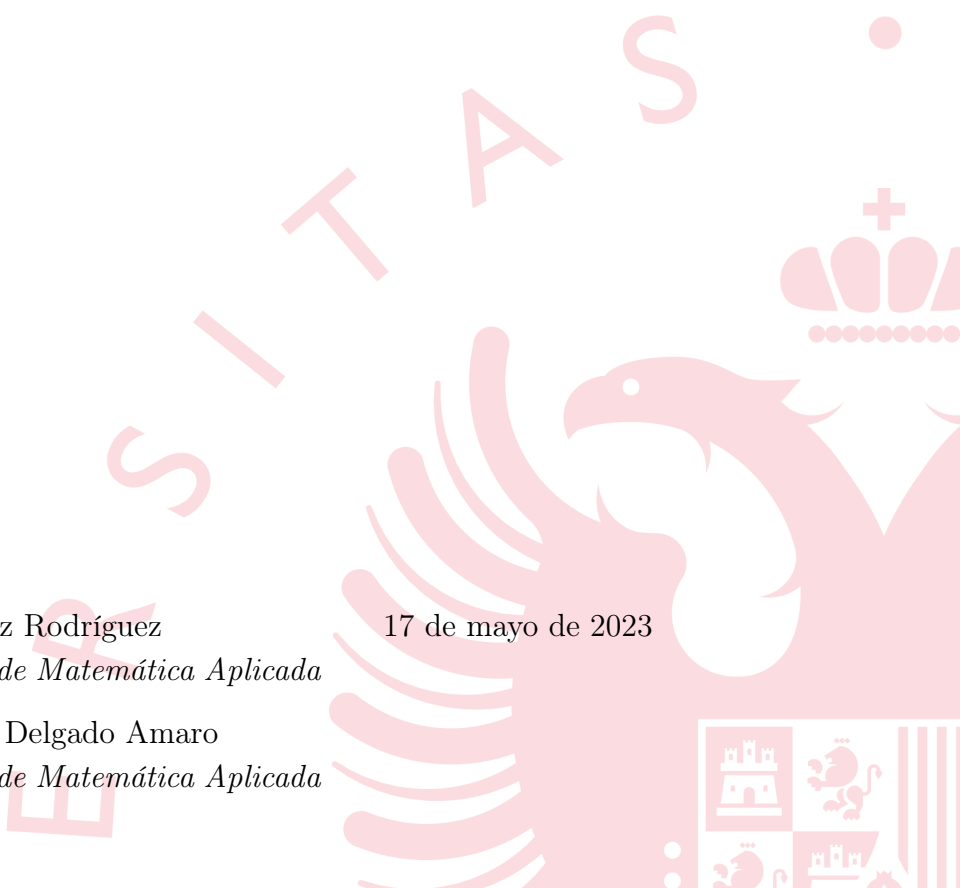 E R S I T A S •
z Rodríguez
17 de mayo de 2023
de Matemática Aplicada
Delgado Amaro
de Matemática Aplicada